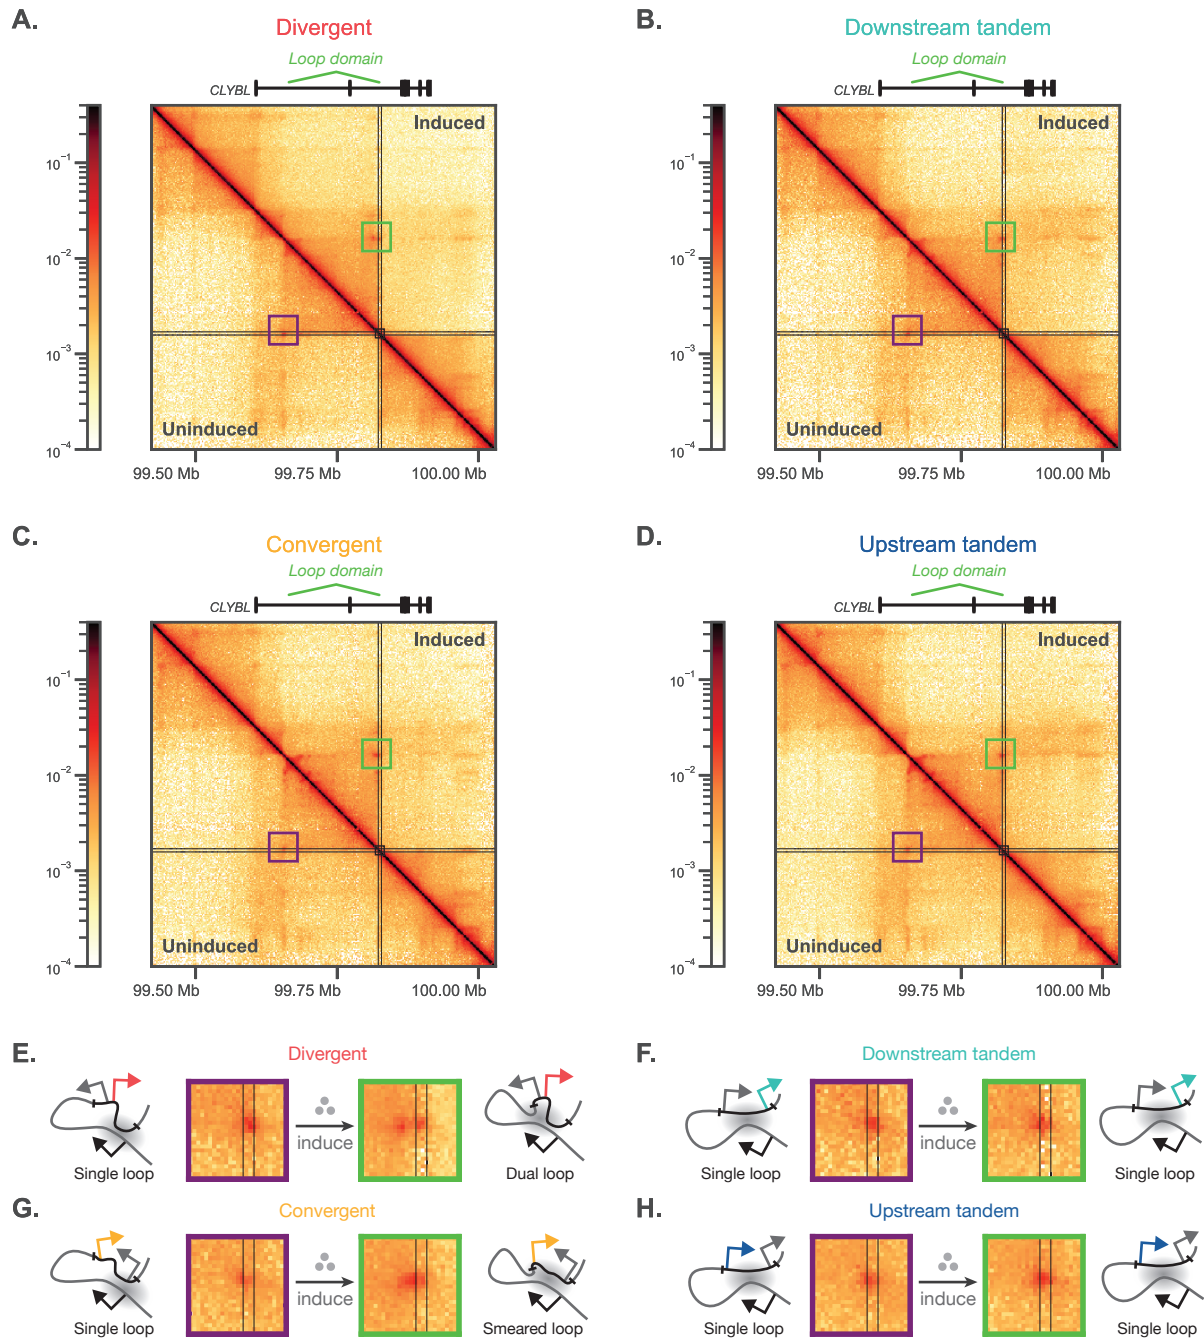 A.
Divergent
Loop domain
CLYBL
Induced
Uninduced
10⁻¹
10⁻²
10⁻³
10⁻⁴
99.50 Mb
99.75 Mb
100.00 Mb
B.
Downstream tandem
Loop domain
CLYBL
Induced
Uninduced
10⁻¹
10⁻²
10⁻³
10⁻⁴
99.50 Mb
99.75 Mb
100.00 Mb
C.
Convergent
Loop domain
CLYBL
Induced
Uninduced
10⁻¹
10⁻²
10⁻³
10⁻⁴
99.50 Mb
99.75 Mb
100.00 Mb
D.
Upstream tandem
Loop domain
CLYBL
Induced
Uninduced
10⁻¹
10⁻²
10⁻³
10⁻⁴
99.50 Mb
99.75 Mb
100.00 Mb
E.
Divergent
induce
Single loop
Dual loop
F.
Downstream tandem
induce
Single loop
Single loop
G.
Convergent
induce
Single loop
Smeared loop
H.
Upstream tandem
induce
Single loop
Single loop